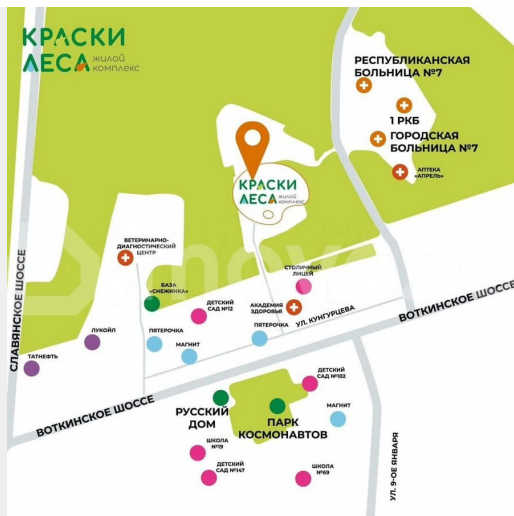 КРАСКИ
ЛЕСА жилой
комплекс
РЕСПУБЛИКАНСКАЯ
БОЛЬНИЦА №7
1 РКБ
ГОРОДСКАЯ
БОЛЬНИЦА №7
АПТЕКА
«АПРЕЛЬ»
КРАСКИ
ЛЕСА жилой
комплекс
ВЕТЕРИНАРНО-
ДИАГНОСТИЧЕСКИЙ
ЦЕНТР
БАЗА
«СНЕЖИНКА»
ДЕТСКИЙ
САД №12
СТОЛИЧНЫЙ
ЛИЦЕЙ
АКАДЕМИЯ
ЗДОРОВЬЯ
УЛ. КУНГУРЦЕВА
ВОТКИНСКОЕ ШОССЕ
СЛАВЯНСКОЕ ШОССЕ
ТАТНЕФТЬ
ЛУКОЙЛ
ПЯТЕРОЧКА
МАГНИТ
ПЯТЕРОЧКА
ВОТКИНСКОЕ ШОССЕ
РУССКИЙ
ДОМ
ПАРК
КОСМОНАВТОВ
ДЕТСКИЙ
САД №102
МАГНИТ
ШКОЛА
№19
ДЕТСКИЙ
САД №147
ШКОЛА
№69
УЛ. 9-ОЕ ЯНВАРЯ